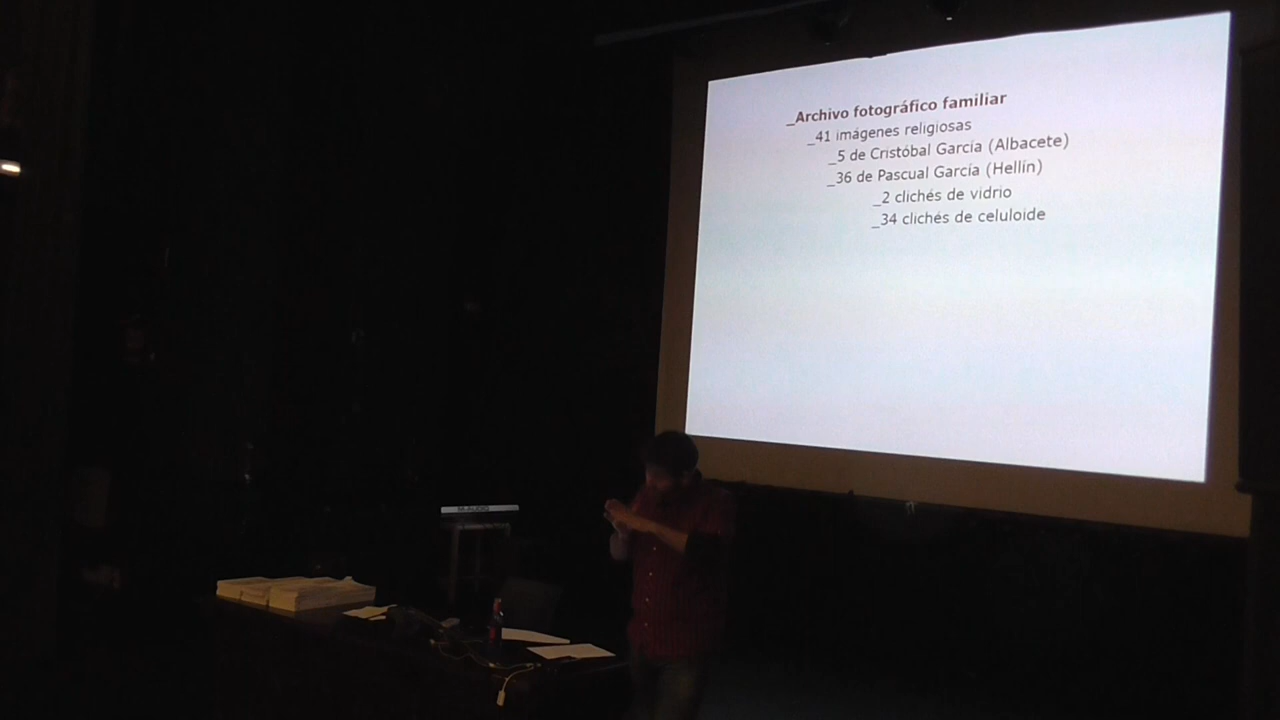 _Archivo fotográfico familiar
_41 imágenes religiosas
_5 de Cristóbal García (Albacete)
_36 de Pascual García (Hellín)
_2 clichés de vidrio
_34 clichés de celuloide
M-AUDIO